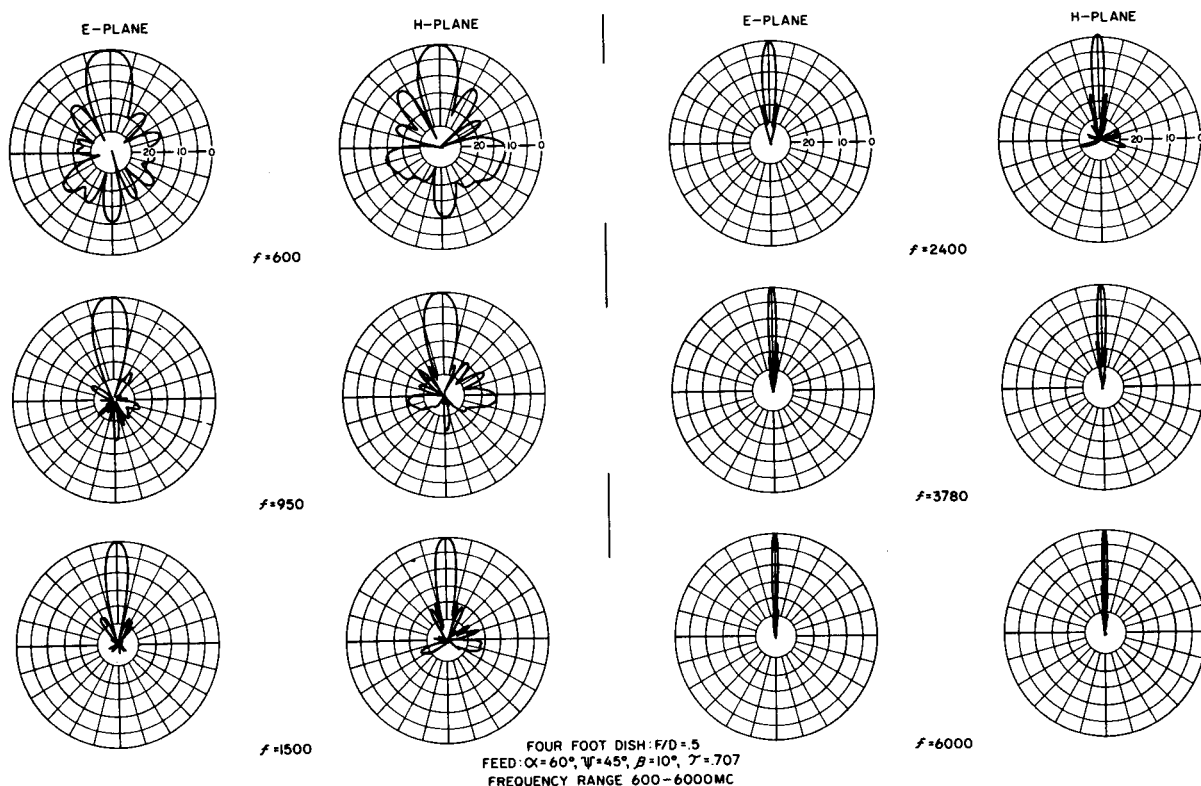 E-PLANE
H-PLANE
E-PLANE
H-PLANE
20 10 0
20 10 0
20 10 0
20 10 0
f=600
f=2400
f=950
f=3780
f=1500
f=6000
FOUR FOOT DISH: F/D=.5
FEED: α=60°, Ψ=45°, β=10°, τ=.707
FREQUENCY RANGE 600-6000MC